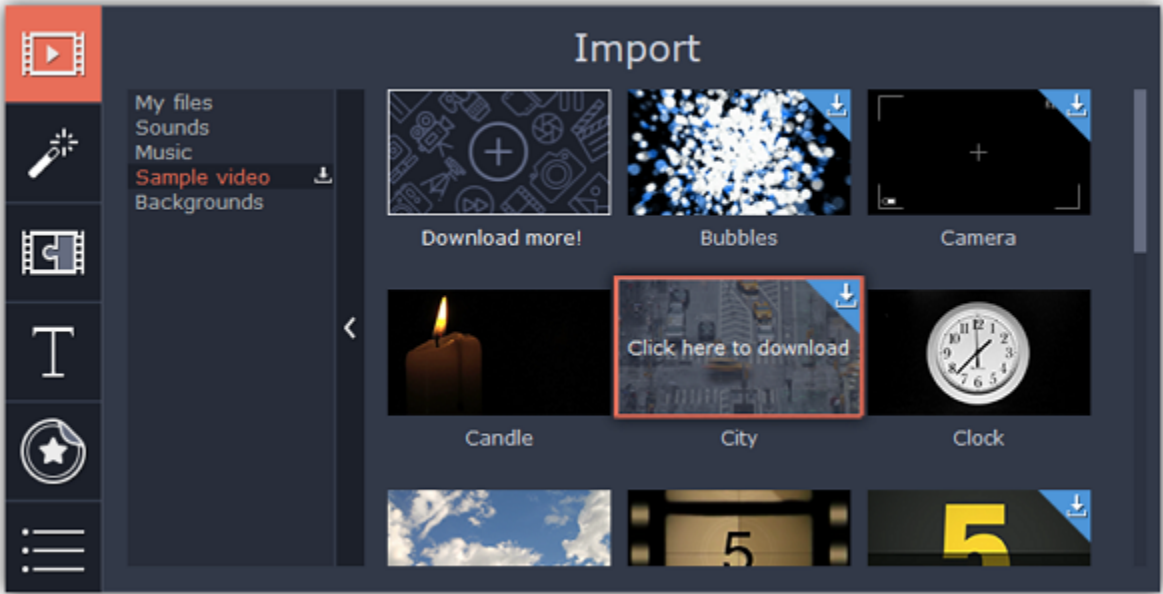 Import
My files
Sounds
Music
Sample video
Backgrounds
Download more!
Bubbles
Camera
Click here to download
Candle
City
Clock
5
5
T